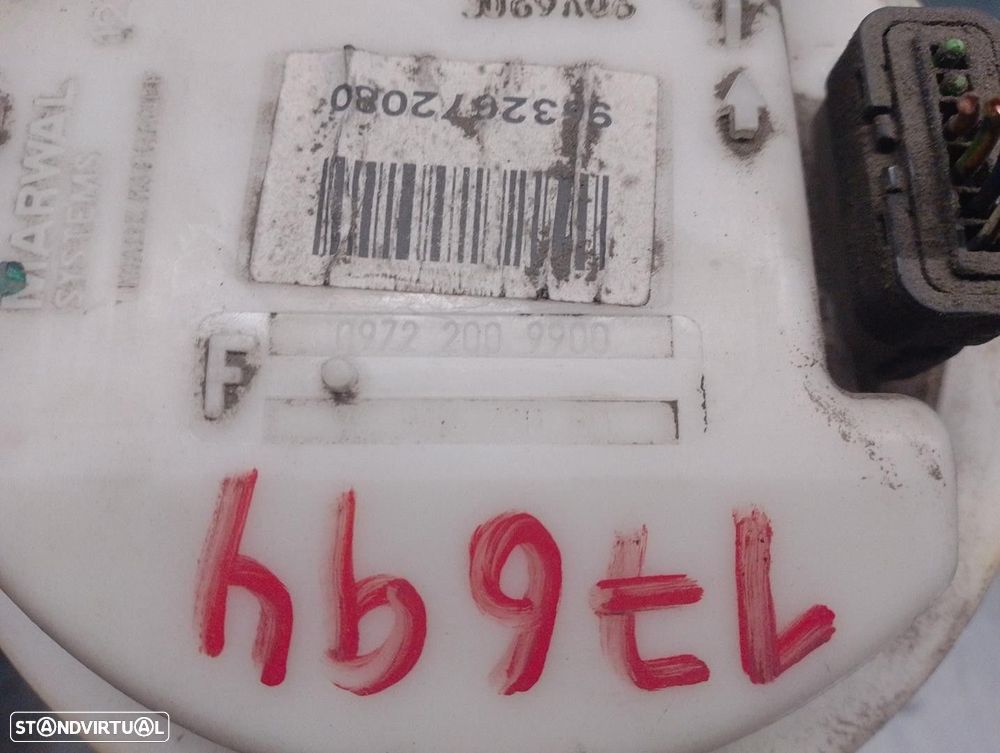 9632672080
MARWAL
SYSTEMS
F
0972 200 9900
17694
STANDVIRTUAL